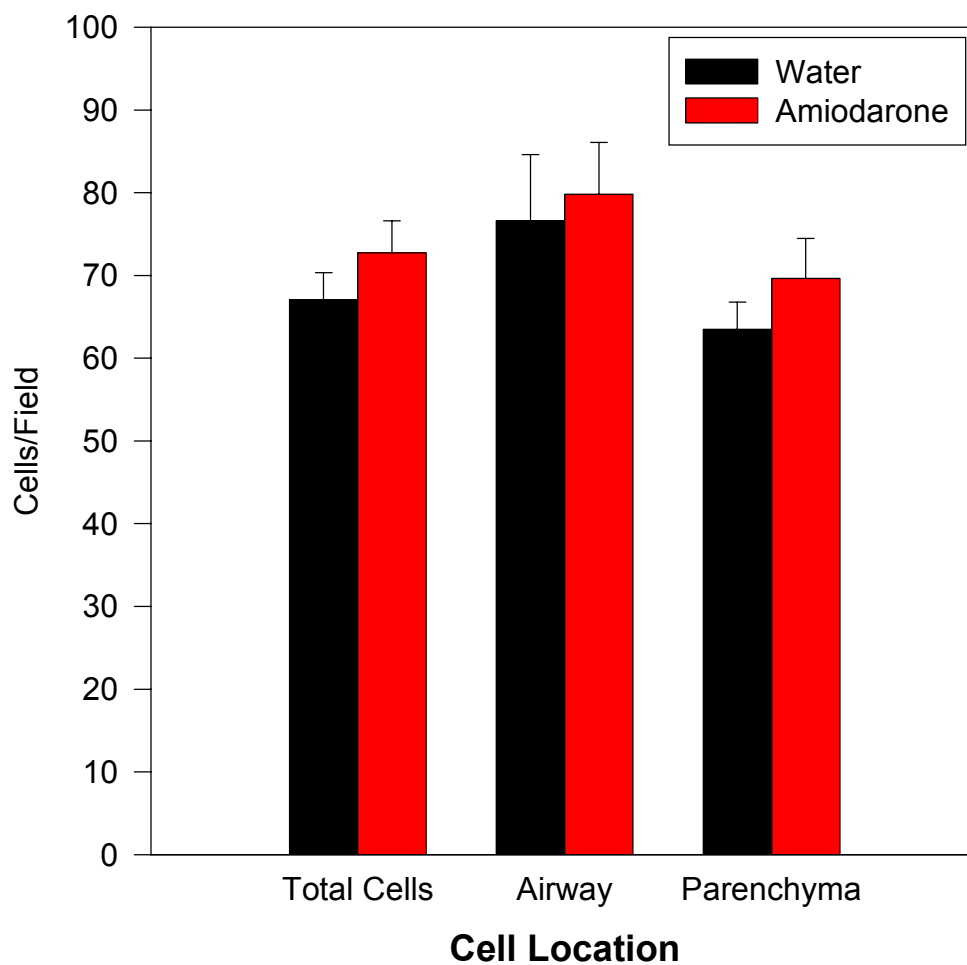 100
90
80
70
60
50
40
30
20
10
0
Cells/Field
Water
Amiodarone
Total Cells
Airway
Parenchyma
Cell Location